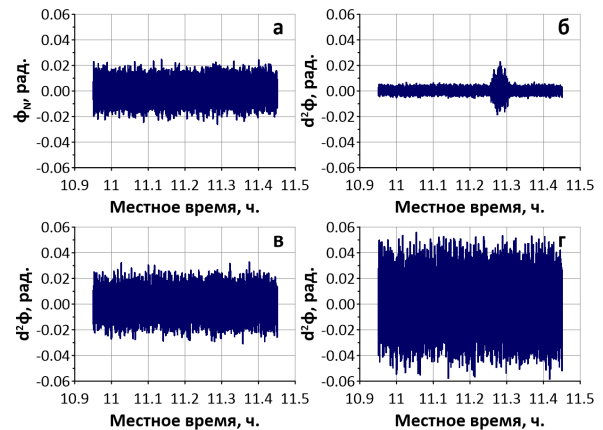 0.06 0.04 0.02 0.00 -0.02 -0.04 -0.06
ф_N, рад.
а
10.9 11 11.1 11.2 11.3 11.4 11.5
Местное время, ч.
0.06 0.04 0.02 0.00 -0.02 -0.04 -0.06
d²ф, рад.
б
10.9 11 11.1 11.2 11.3 11.4 11.5
Местное время, ч.
0.06 0.04 0.02 0.00 -0.02 -0.04 -0.06
d²ф, рад.
в
10.9 11 11.1 11.2 11.3 11.4 11.5
Местное время, ч.
0.06 0.04 0.02 0.00 -0.02 -0.04 -0.06
d²ф, рад.
г
10.9 11 11.1 11.2 11.3 11.4 11.5
Местное время, ч.